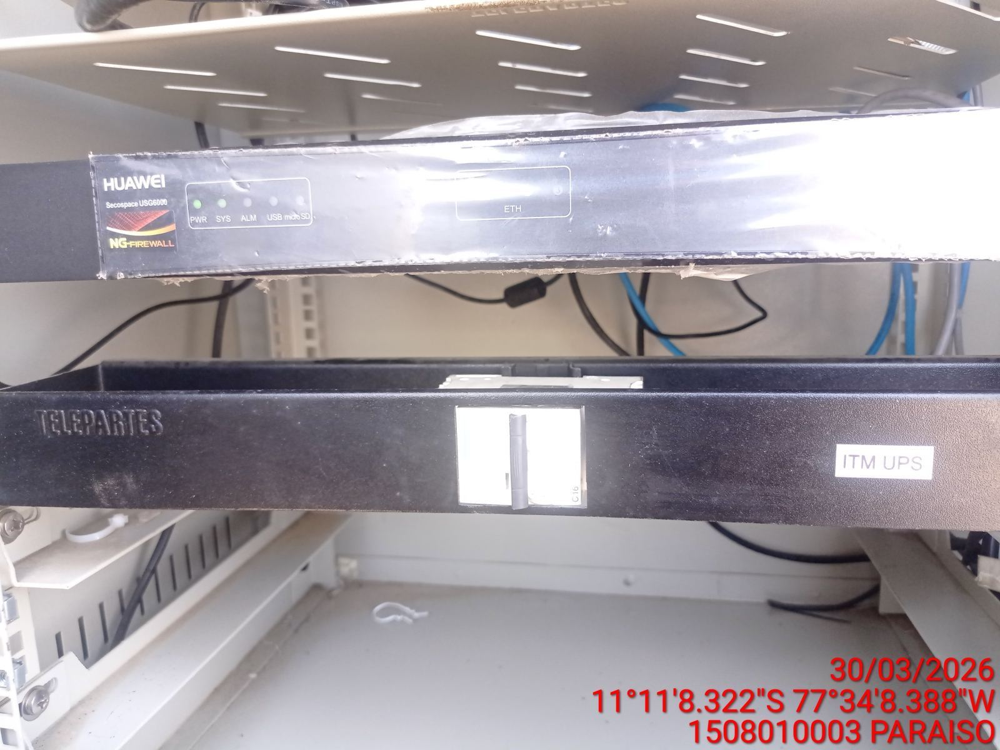 HUAWEI
Secospace USG6000
NG FIREWALL
PWR SYS ALM USB micro SD
ETH
TELEPARTES
ITM UPS
C16
30/03/2026
11°11'8.322"S 77°34'8.388"W
1508010003 PARAISO